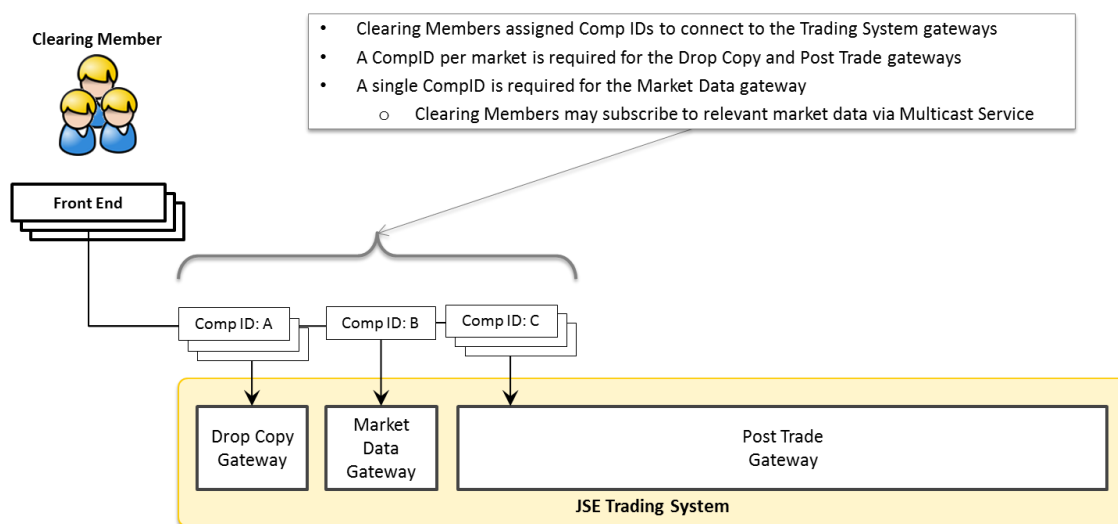 Clearing Member
• Clearing Members assigned Comp IDs to connect to the Trading System gateways
• A CompID per market is required for the Drop Copy and Post Trade gateways
• A single CompID is required for the Market Data gateway
o Clearing Members may subscribe to relevant market data via Multicast Service
Front End
Comp ID: A
Comp ID: B
Comp ID: C
Drop Copy
Gateway
Market
Data
Gateway
Post Trade
Gateway
JSE Trading System